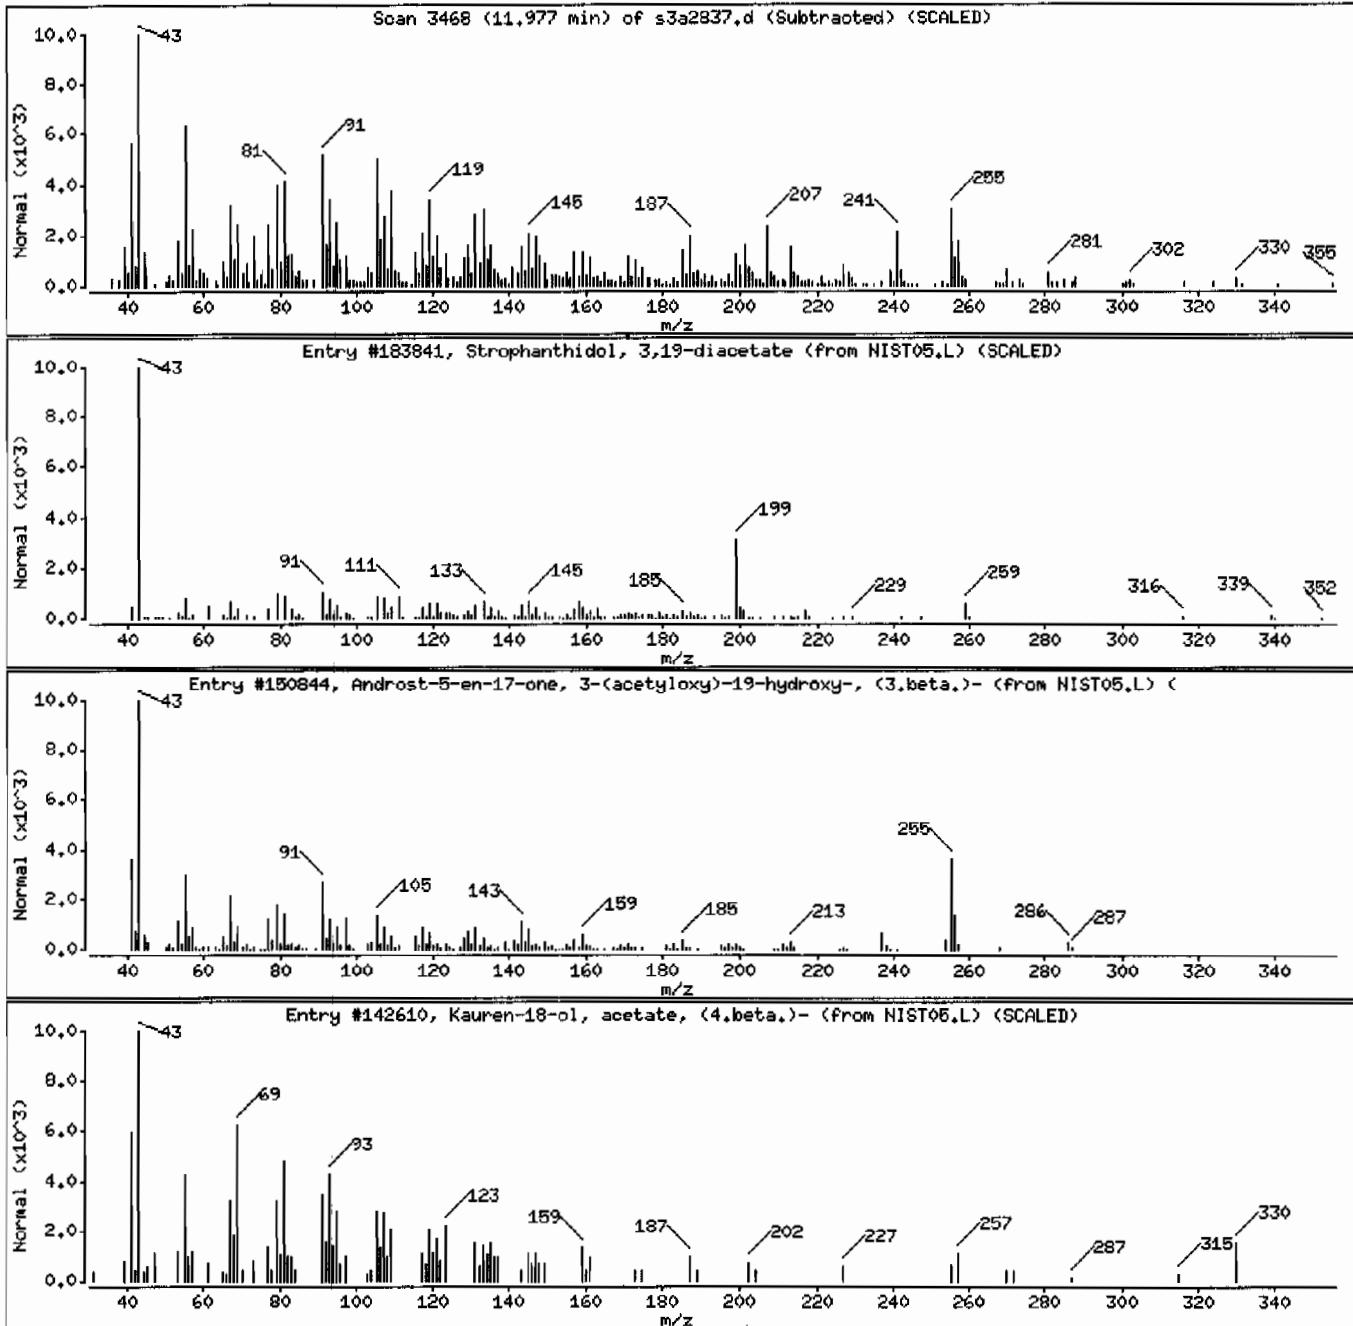 Scan 3468 (11.977 min) of s3a2837.d (Subtracted) (SCALED)
Normal (x10^3)
10.0
8.0
6.0
4.0
2.0
0.0
43 81 91 119 145 187 207 241 255 281 302 330 355
40 60 80 100 120 140 160 180 200 220 240 260 280 300 320 340
m/z
Entry #183841, Strophanthidol, 3,19-diacetate (from NIST05.L) (SCALED)
Normal (x10^3)
10.0
8.0
6.0
4.0
2.0
0.0
43 91 111 133 145 185 199 229 259 316 339 352
40 60 80 100 120 140 160 180 200 220 240 260 280 300 320 340
m/z
Entry #150844, Androst-5-en-17-one, 3-(acetyloxy)-19-hydroxy-, (3.beta.)- (from NIST05.L) (
Normal (x10^3)
10.0
8.0
6.0
4.0
2.0
0.0
43 91 105 143 159 185 213 255 286 287
40 60 80 100 120 140 160 180 200 220 240 260 280 300 320 340
m/z
Entry #142610, Kauren-18-ol, acetate, (4.beta.)- (from NIST05.L) (SCALED)
Normal (x10^3)
10.0
8.0
6.0
4.0
2.0
0.0
43 69 93 123 159 187 202 227 257 287 315 330
40 60 80 100 120 140 160 180 200 220 240 260 280 300 320 340
m/z